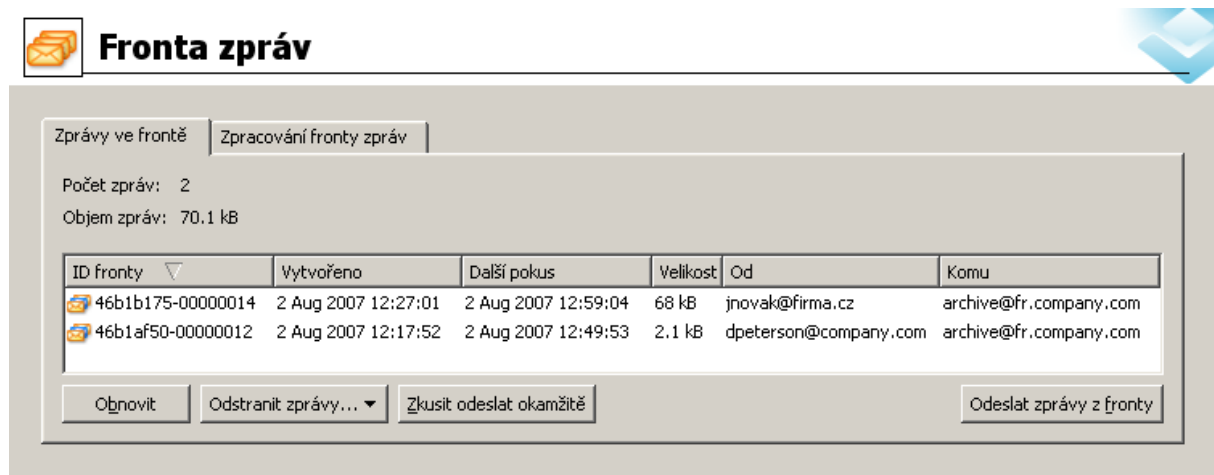 Fronta zpráv
Zprávy ve frontě Zpracování fronty zpráv
Počet zpráv: 2
Objem zpráv: 70.1 kB
ID fronty Vytvořeno Další pokus Velikost Od Komu
46b1b175-00000014 2 Aug 2007 12:27:01 2 Aug 2007 12:59:04 68 kB jnovak@firma.cz archive@fr.company.com
46b1af50-00000012 2 Aug 2007 12:17:52 2 Aug 2007 12:49:53 2.1 kB dpeterson@company.com archive@fr.company.com
Obnovit Odstranit zprávy... Zkusit odeslat okamžitě Odeslat zprávy z fronty